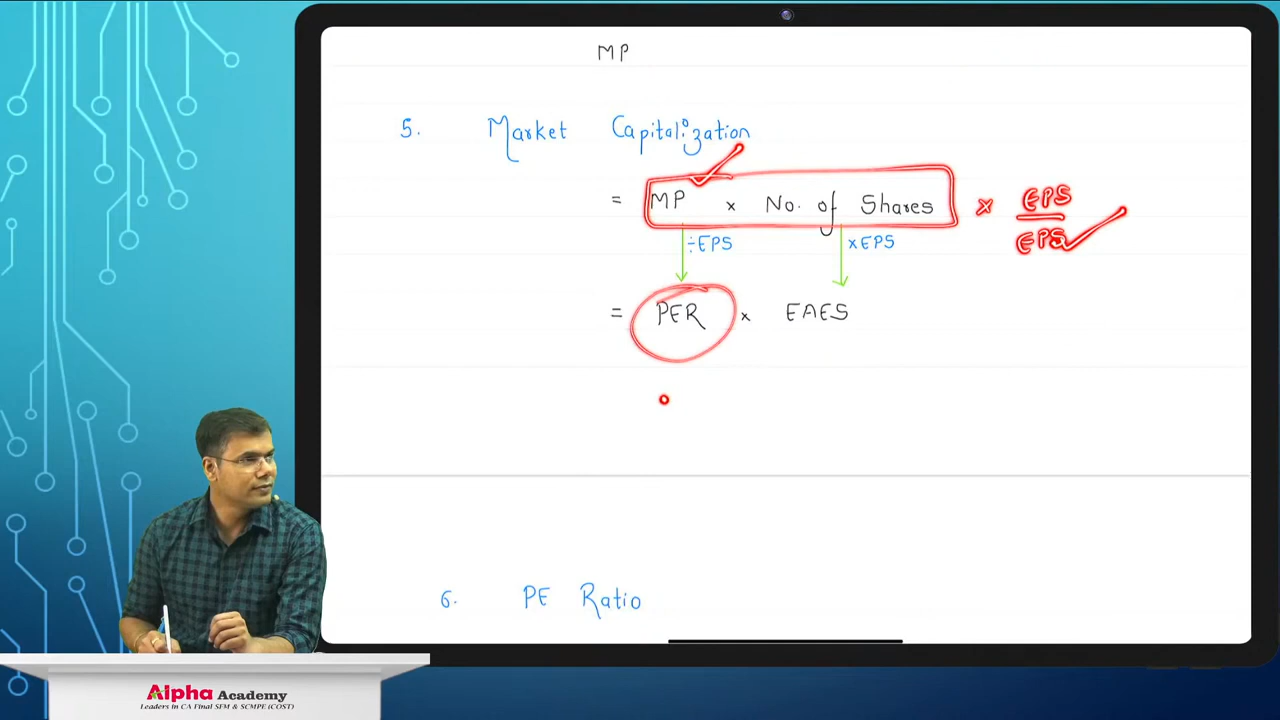 MP
5. Market Capitalization
= MP x No. of Shares x EPS
EPS
÷EPS xEPS
= PER x EAES
6. PE Ratio
Alpha Academy
Leaders in CA Final SFM & SCMPE (COST)